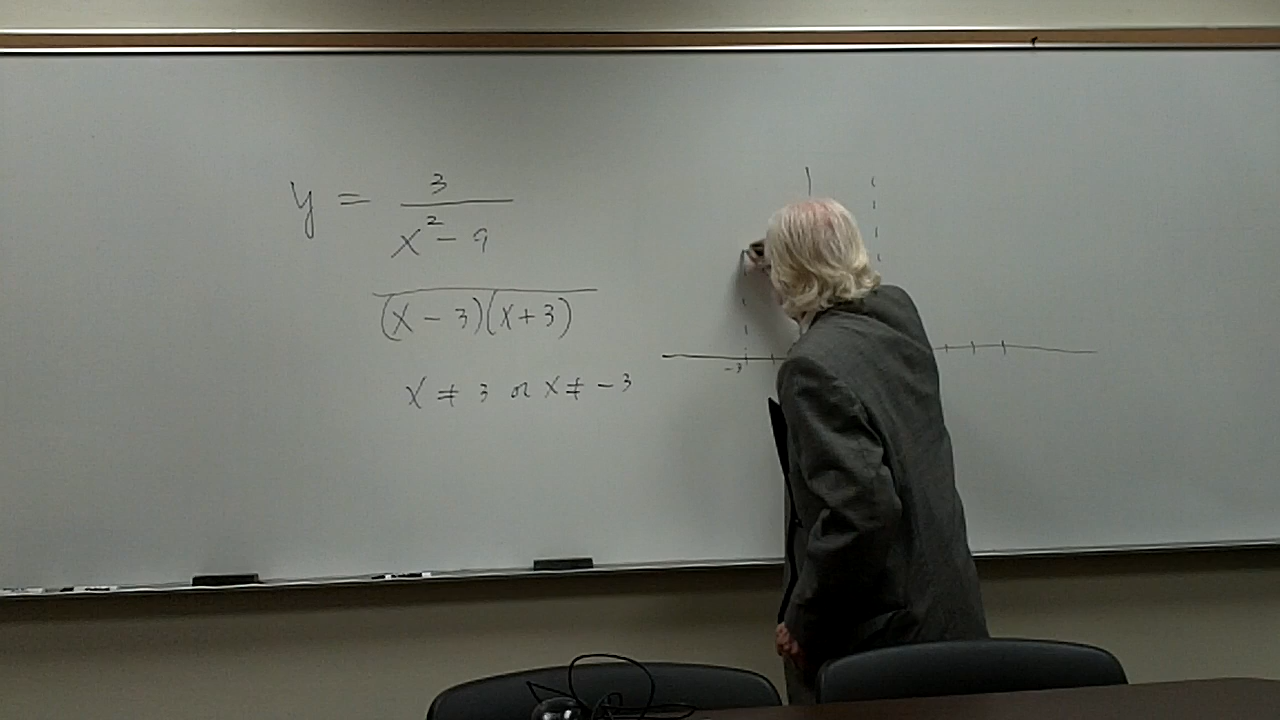 y = 3 / x² - 9
(x - 3)(x + 3)
x ≠ 3 or x ≠ -3
-3